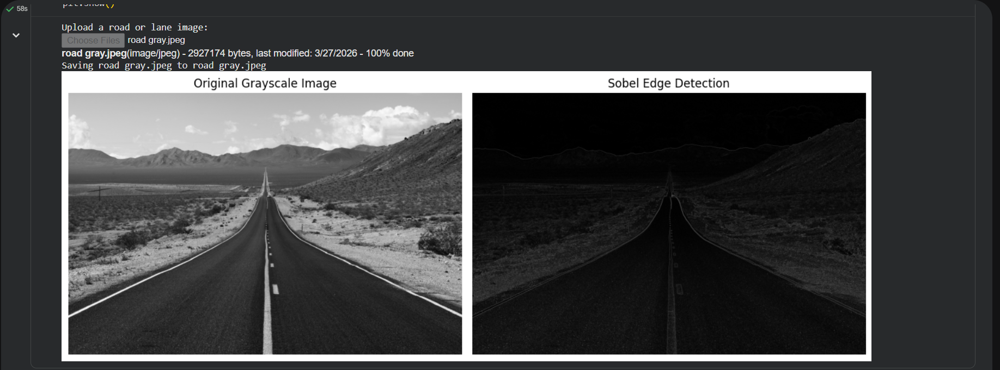 plt.show()
58s
Upload a road or lane image:
Choose Files road gray.jpeg
road gray.jpeg(image/jpeg) - 2927174 bytes, last modified: 3/27/2026 - 100% done
Saving road gray.jpeg to road gray.jpeg
Original Grayscale Image
Sobel Edge Detection